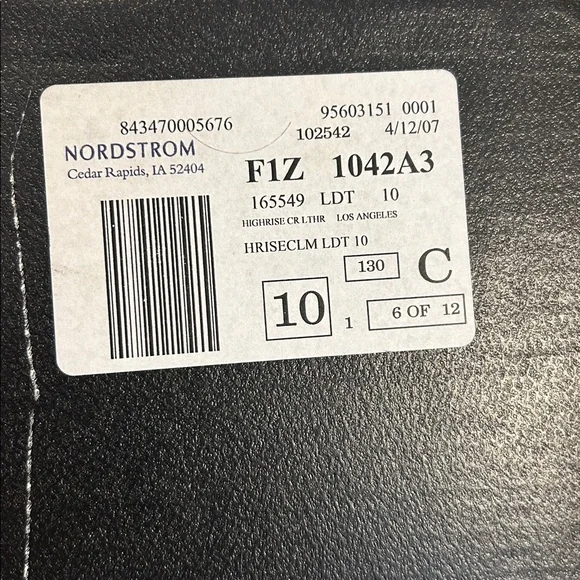 95603151 0001
843470005676 102542 4/12/07
NORDSTROM
Cedar Rapids, IA 52404
F1Z 1042A3
165549 LDT 10
HIGHRISE CR LTHR LOS ANGELES
HRISECLM LDT 10
130 C
10 1 6 OF 12